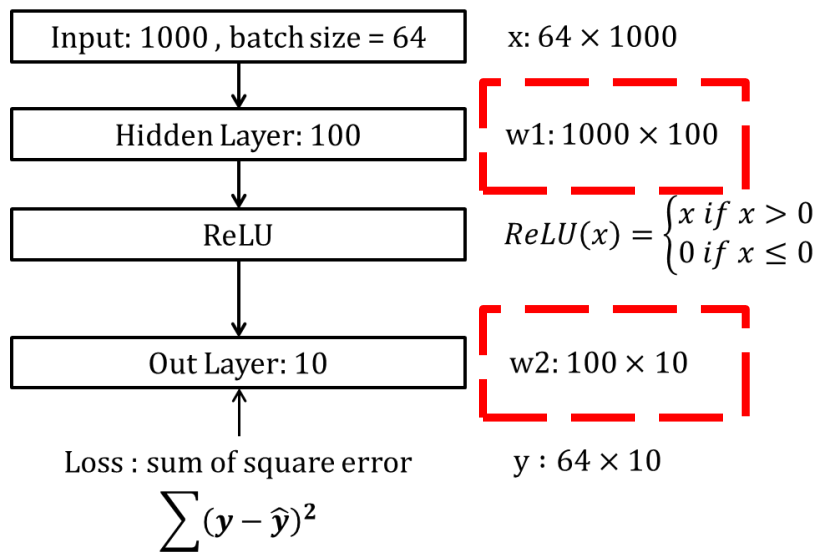 Input: 1000 , batch size = 64
x: 64 × 1000
Hidden Layer: 100
w1: 1000 × 100
ReLU
ReLU(x) = {x if x > 0
0 if x ≤ 0
Out Layer: 10
w2: 100 × 10
Loss : sum of square error
y : 64 × 10
∑(y − ŷ)²